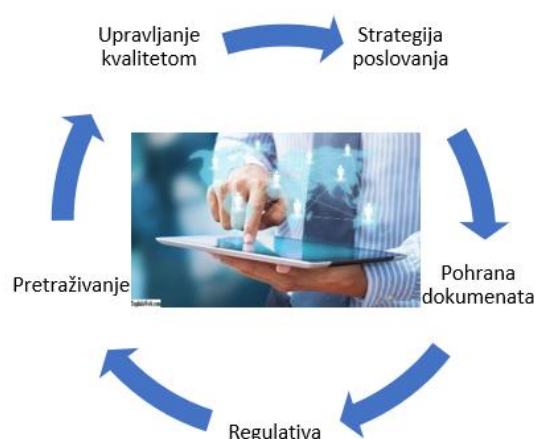 Upravljanje
kvalitetom
Strategija
poslovanja
Pohrana
dokumenata
Regulativa
Pretraživanje